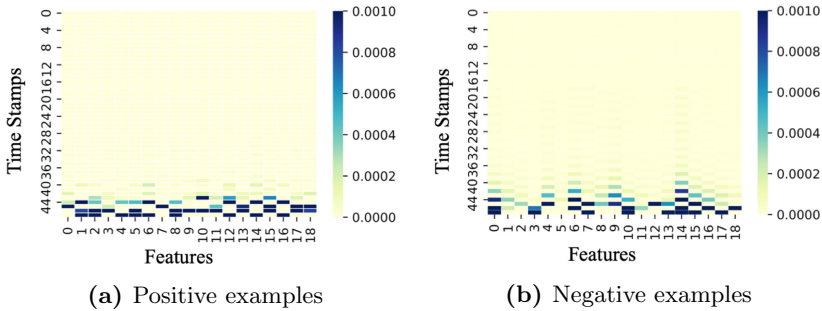 0 4 8 12 16 20 24 28 32 36 40 44
Time Stamps
0 1 2 3 4 5 6 7 8 9 10 11 12 13 14 15 16 17 18
Features
0.0010
0.0008
0.0006
0.0004
0.0002
0.0000
(a) Positive examples
0 4 8 12 16 20 24 28 32 36 40 44
Time Stamps
0 1 2 3 4 5 6 7 8 9 10 11 12 13 14 15 16 17 18
Features
0.0010
0.0008
0.0006
0.0004
0.0002
0.0000
(b) Negative examples